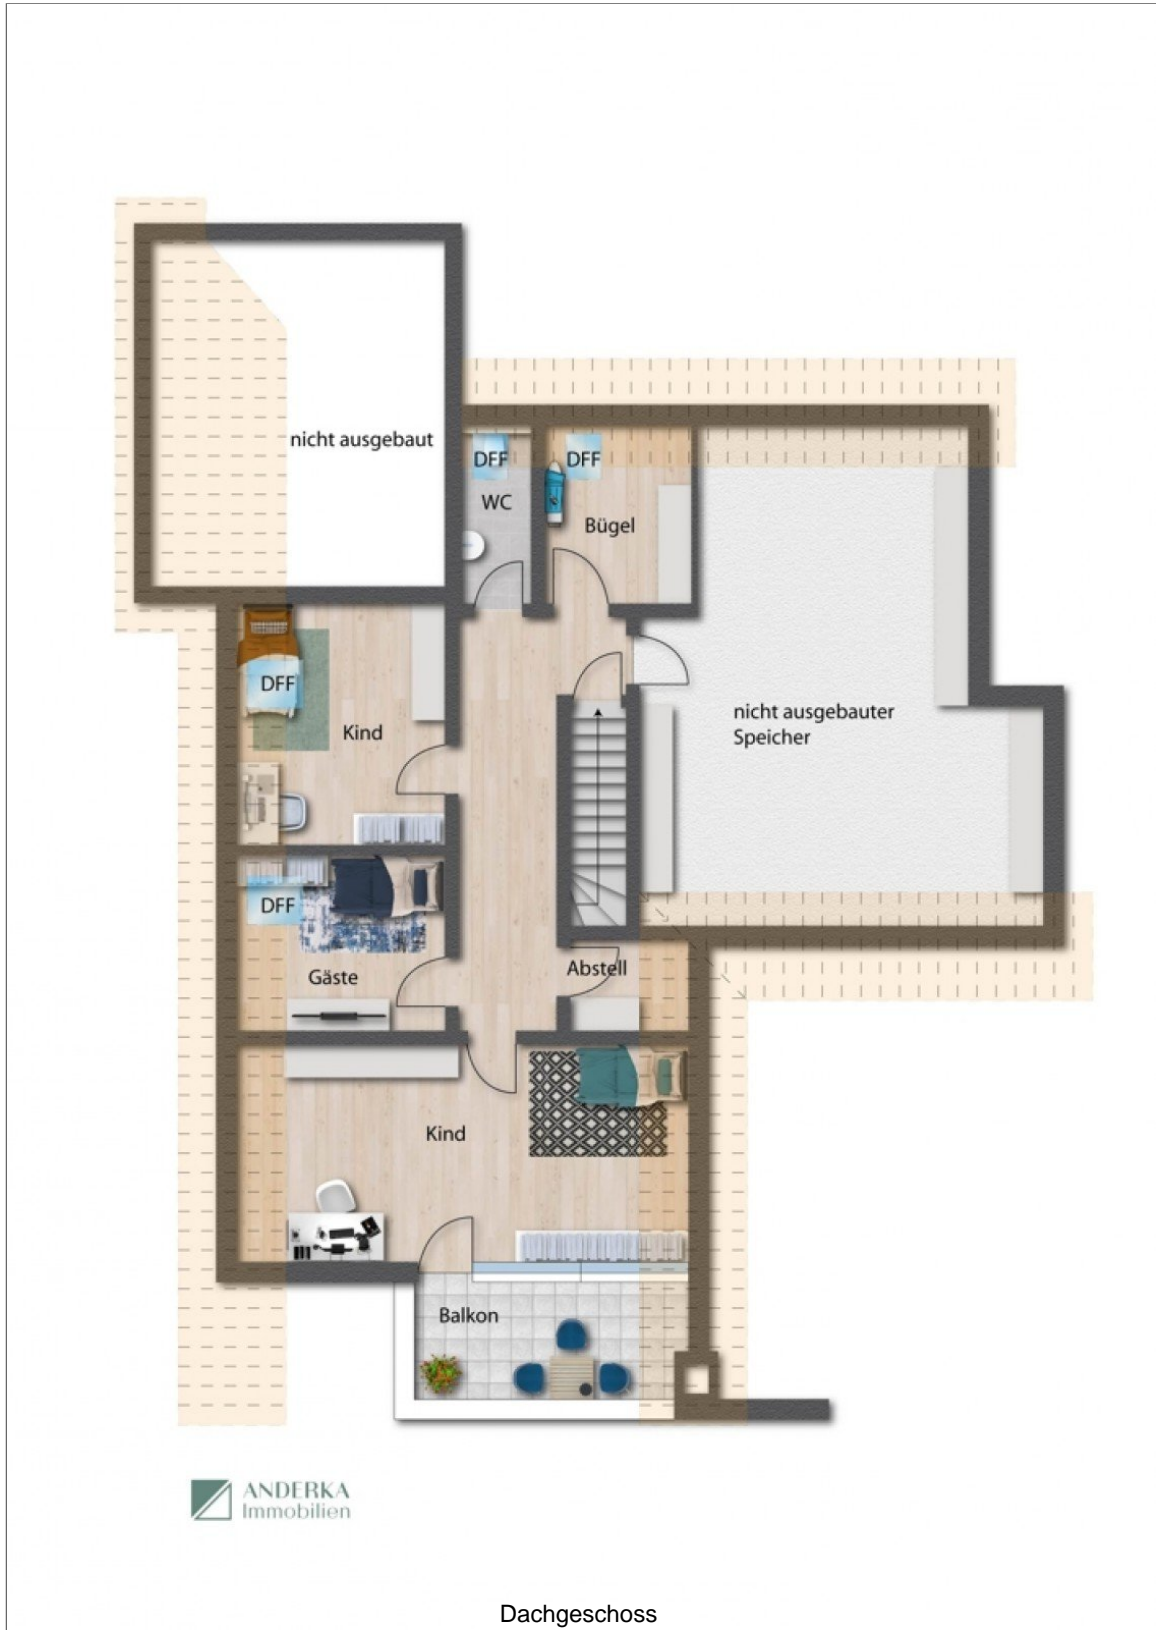 nicht ausgebaut
DFF
DFF
WC
Bügel
DFF
Kind
nicht ausgebauter
Speicher
DFF
Gäste
Abstell
Kind
Balkon
ANDERKA
Immobilien
Dachgeschoss